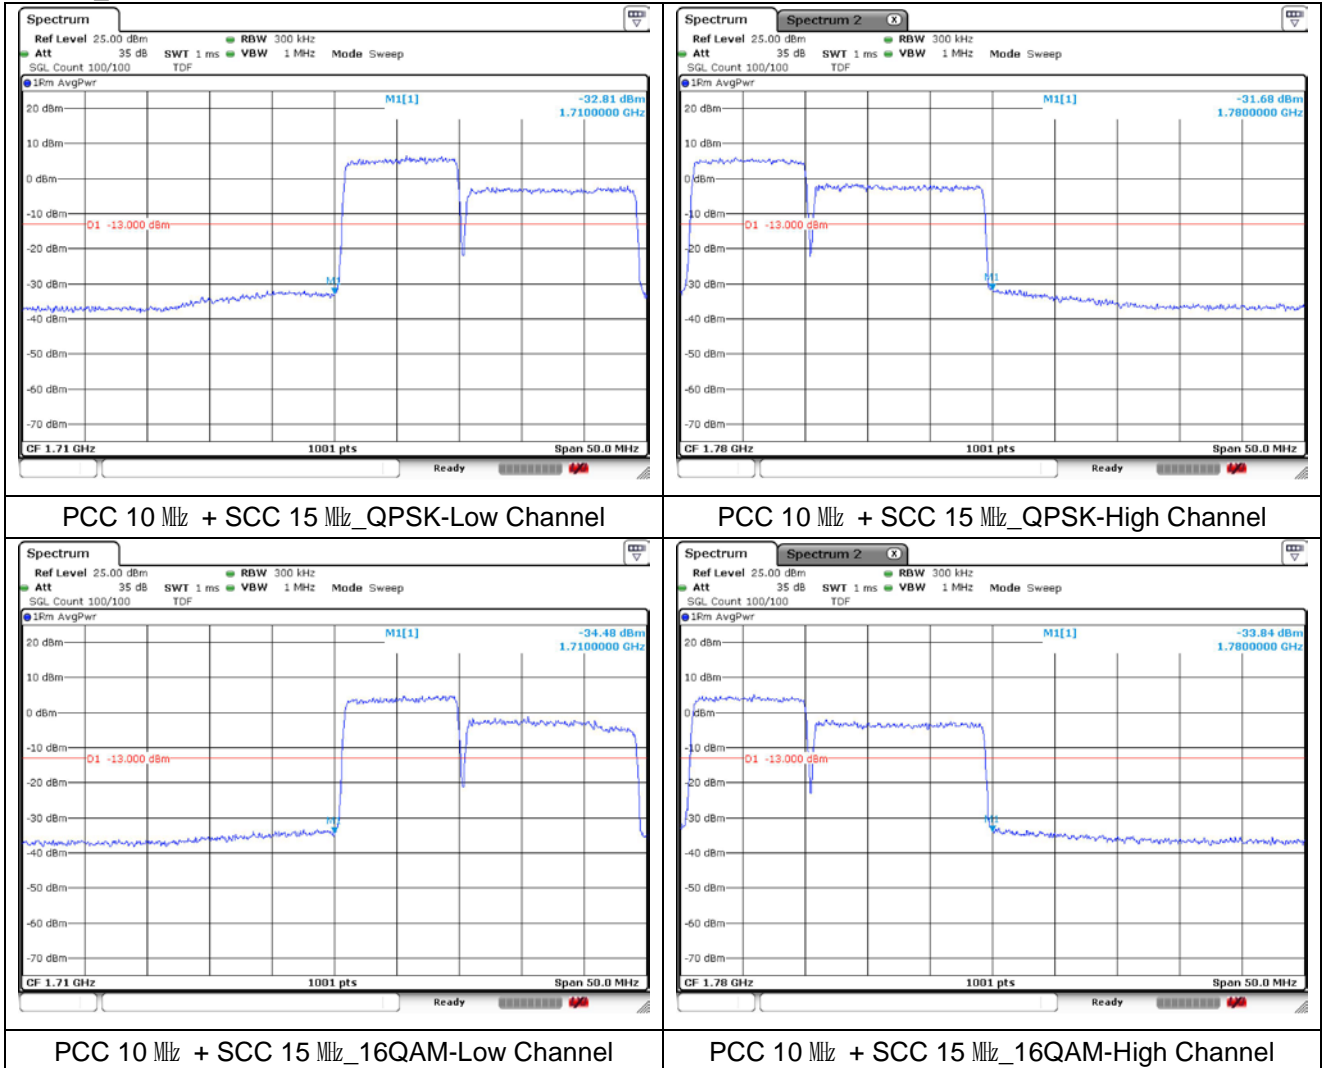 Spectrum
Ref Level 25.00 dBm RBW 300 kHz
Att 35 dB SWT 1 ms VBW 1 MHz Mode Sweep
SGL Count 100/100 TDF
1Rm AvgPwr
M1[1] -32.81 dBm
1.7100000 GHz
20 dBm
10 dBm
0 dBm
-10 dBm
D1 -13.000 dBm
-20 dBm
-30 dBm
M1
-40 dBm
-50 dBm
-60 dBm
-70 dBm
CF 1.71 GHz 1001 pts Span 50.0 MHz
Ready
PCC 10 ㎒ + SCC 15 ㎒_QPSK-Low Channel
Spectrum Spectrum 2 X
Ref Level 25.00 dBm RBW 300 kHz
Att 35 dB SWT 1 ms VBW 1 MHz Mode Sweep
SGL Count 100/100 TDF
1Rm AvgPwr
M1[1] -31.68 dBm
1.7800000 GHz
20 dBm
10 dBm
0 dBm
-10 dBm
D1 -13.000 dBm
-20 dBm
-30 dBm
M1
-40 dBm
-50 dBm
-60 dBm
-70 dBm
CF 1.78 GHz 1001 pts Span 50.0 MHz
Ready
PCC 10 ㎒ + SCC 15 ㎒_QPSK-High Channel
Spectrum
Ref Level 25.00 dBm RBW 300 kHz
Att 35 dB SWT 1 ms VBW 1 MHz Mode Sweep
SGL Count 100/100 TDF
1Rm AvgPwr
M1[1] -34.48 dBm
1.7100000 GHz
20 dBm
10 dBm
0 dBm
-10 dBm
D1 -13.000 dBm
-20 dBm
-30 dBm
M1
-40 dBm
-50 dBm
-60 dBm
-70 dBm
CF 1.71 GHz 1001 pts Span 50.0 MHz
Ready
PCC 10 ㎒ + SCC 15 ㎒_16QAM-Low Channel
Spectrum Spectrum 2 X
Ref Level 25.00 dBm RBW 300 kHz
Att 35 dB SWT 1 ms VBW 1 MHz Mode Sweep
SGL Count 100/100 TDF
1Rm AvgPwr
M1[1] -33.84 dBm
1.7800000 GHz
20 dBm
10 dBm
0 dBm
-10 dBm
D1 -13.000 dBm
-20 dBm
-30 dBm
M1
-40 dBm
-50 dBm
-60 dBm
-70 dBm
CF 1.78 GHz 1001 pts Span 50.0 MHz
Ready
PCC 10 ㎒ + SCC 15 ㎒_16QAM-High Channel